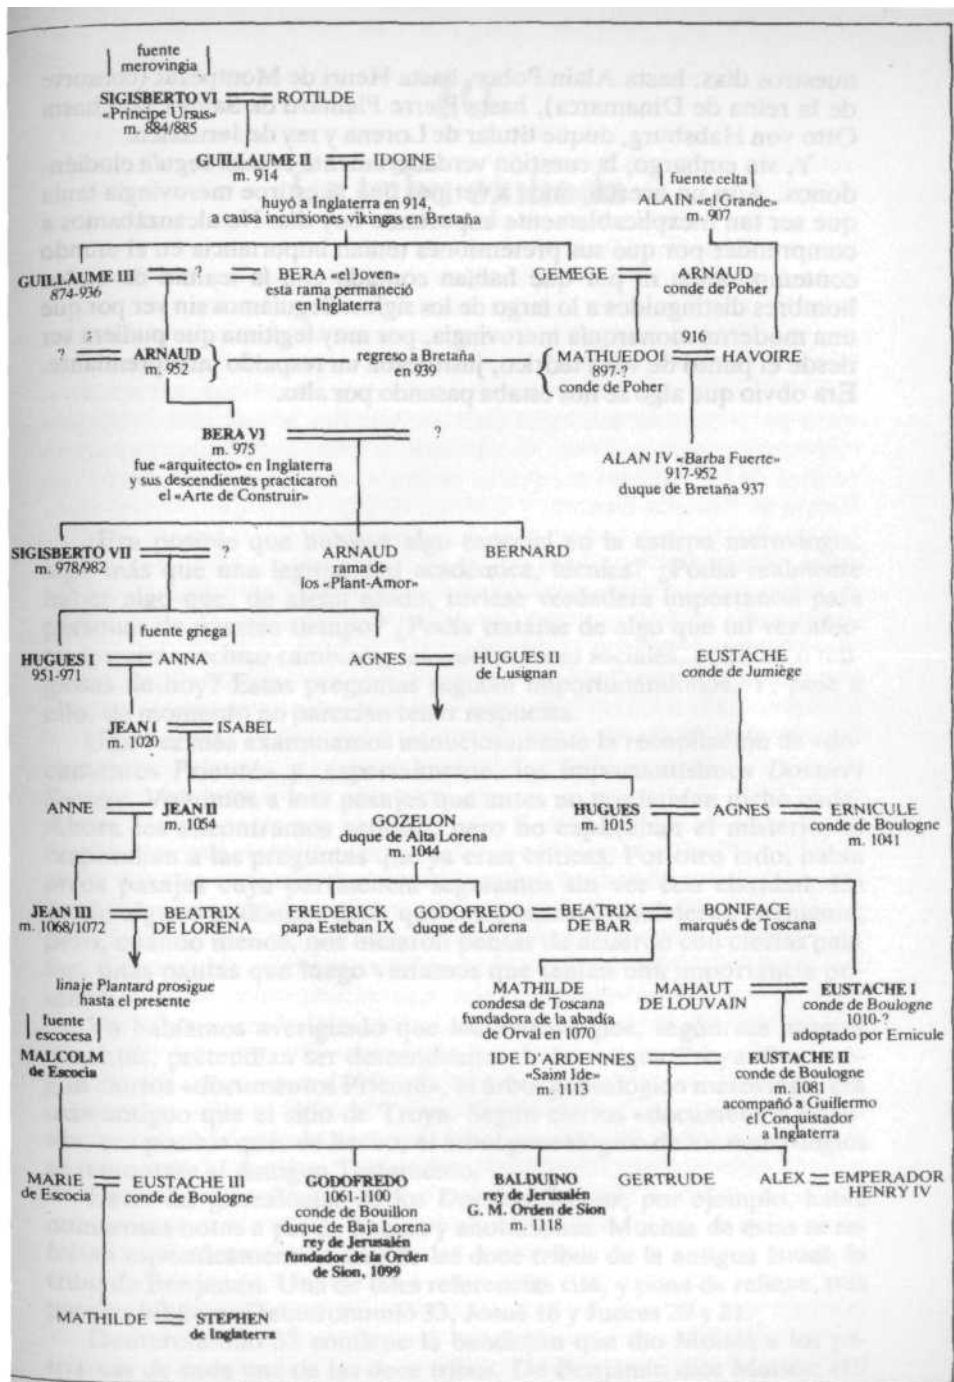 fuente
merovingia
SIGISBERTO VI ROTILDE
«Príncipe Ursus»
m. 884/885
GUILLAUME II IDOINE
m. 914
huyó a Inglaterra en 914,
a causa incursiones vikingas en Bretaña
fuente celta
ALAIN «el Grande»
m. 907
GUILLAUME III ? BERA «el Joven»
874-936
esta rama permaneció
en Inglaterra
GEMEGE ARNAUD
conde de Poher
? ARNAUD
m. 952
regreso a Bretaña
en 939
916
MATHUEDOI HAVOIRE
897-?
conde de Poher
BERA VI ?
m. 975
fue «arquitecto» en Inglaterra
y sus descendientes practicaron
el «Arte de Construir»
ALAN IV «Barba Fuerte»
917-952
duque de Bretaña 937
SIGISBERTO VII ?
m. 978/982
ARNAUD
rama de
los «Plant-Amor»
BERNARD
fuente griega
HUGUES I ANNA
951-971
AGNES HUGUES II
de Lusignan
EUSTACHE
conde de Jumiège
JEAN I ISABEL
m. 1020
ANNE JEAN II
m. 1054
GOZELON
duque de Alta Lorena
m. 1044
HUGUES AGNES ERNICULE
m. 1015
conde de Boulogne
m. 1041
JEAN III BEATRIX
m. 1068/1072 DE LORENA
FREDERICK
papa Esteban IX
GODOFREDO BEATRIX BONIFACE
duque de Lorena DE BAR marqués de Toscana
linaje Plantard prosigue
hasta el presente
MATHILDE
condesa de Toscana
fundadora de la abadía
de Orval en 1070
MAHAUT EUSTACHE I
DE LOUVAIN conde de Boulogne
1010-?
adoptado por Ernicule
fuente
escocesa
MALCOLM
de Escocia
IDE D'ARDENNES EUSTACHE II
«Saint Ide»
m. 1113
conde de Boulogne
m. 1081
acompañó a Guillermo
el Conquistador
a Inglaterra
MARIE EUSTACHE III
de Escocia conde de Boulogne
GODOFREDO
1061-1100
conde de Bouillon
duque de Baja Lorena
rey de Jerusalén
fundador de la Orden
de Sion, 1099
BALDUINO
rey de Jerusalén
G. M. Orden de Sion
m. 1118
GERTRUDE
ALEX EMPERADOR
HENRY IV
MATHILDE STEPHEN
de Inglaterra